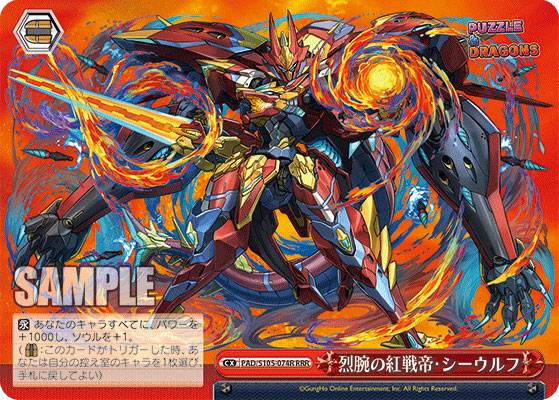 PUZZLE
&
DRAGONS
SAMPLE
永 あなたのキャラすべてに、パワーを
+1000し、ソウルを+1。
( :このカードがトリガーした時、あ
なたは自分の控え室のキャラを1枚選び、
手札に戻してよい)
CX PAD/S105-074R RRR 烈腕の紅戦帝・シーウルフ
©GungHo Online Entertainment, Inc. All Rights Reserved.